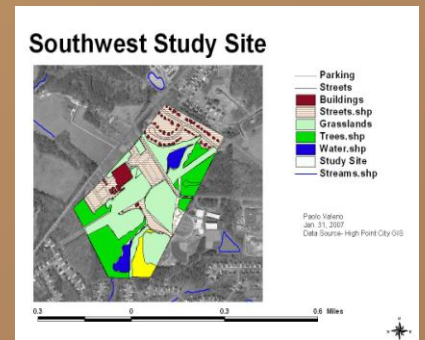 Southwest Study Site
Parking
Streets
Buildings
Streets.shp
Grasslands
Trees.shp
Water.shp
Study Site
Streams.shp
Paolo Valerio
Jan. 31, 2007
Data Source- High Point City GIS
0.3 0 0.3 0.6 Miles